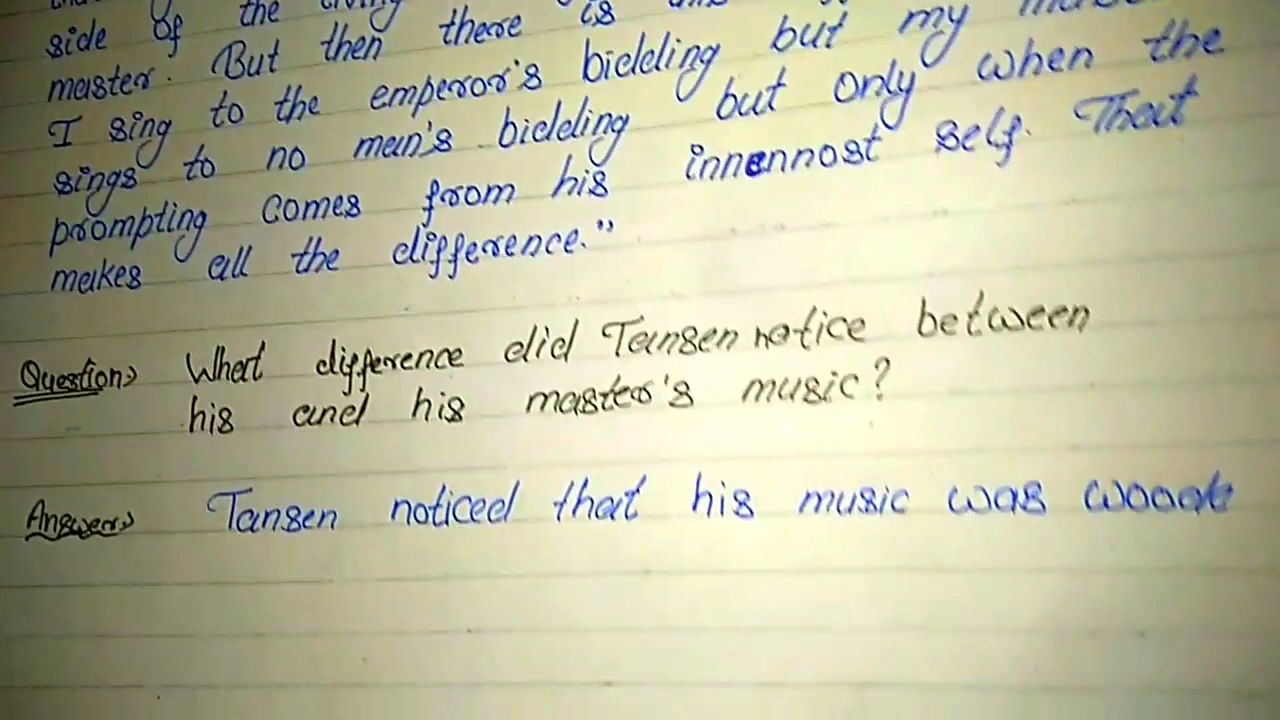 side of the living there is
master. But then
I sing to the emperor's bidding but my
sings to no man's bidding but only when the
prompting comes from his innennost self. That
makes all the difference."
Question:> What difference did Tansen notice between
his and his master's music?
Answer:> Tansen noticed that his music was